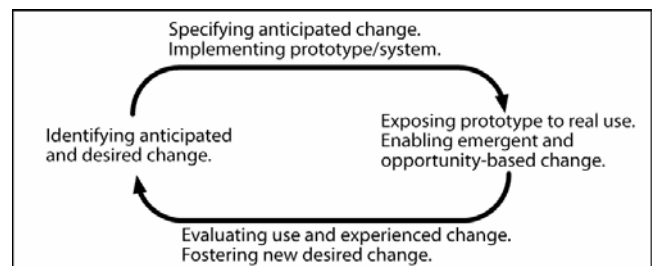 Specifying anticipated change.
Implementing prototype/system.
Identifying anticipated
and desired change.
Exposing prototype to real use.
Enabling emergent and
opportunity-based change.
Evaluating use and experienced change.
Fostering new desired change.